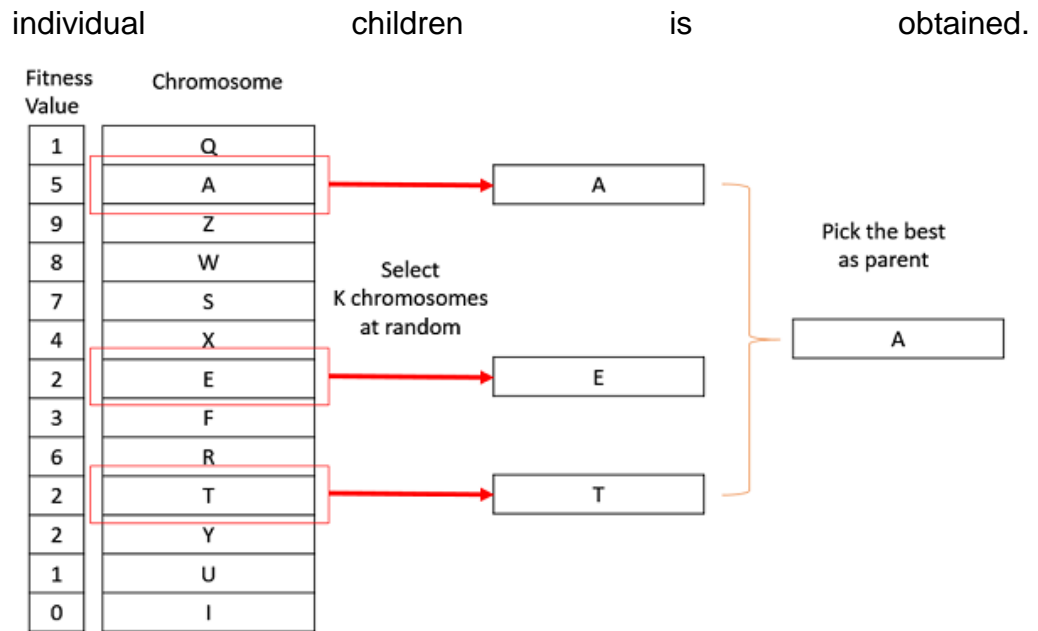 individual children is obtained.
Fitness Value Chromosome
1 Q
5 A
9 Z
8 W
7 S
4 X
2 E
3 F
6 R
2 T
2 Y
1 U
0 I
Select
K chromosomes
at random
A
E
T
Pick the best
as parent
A